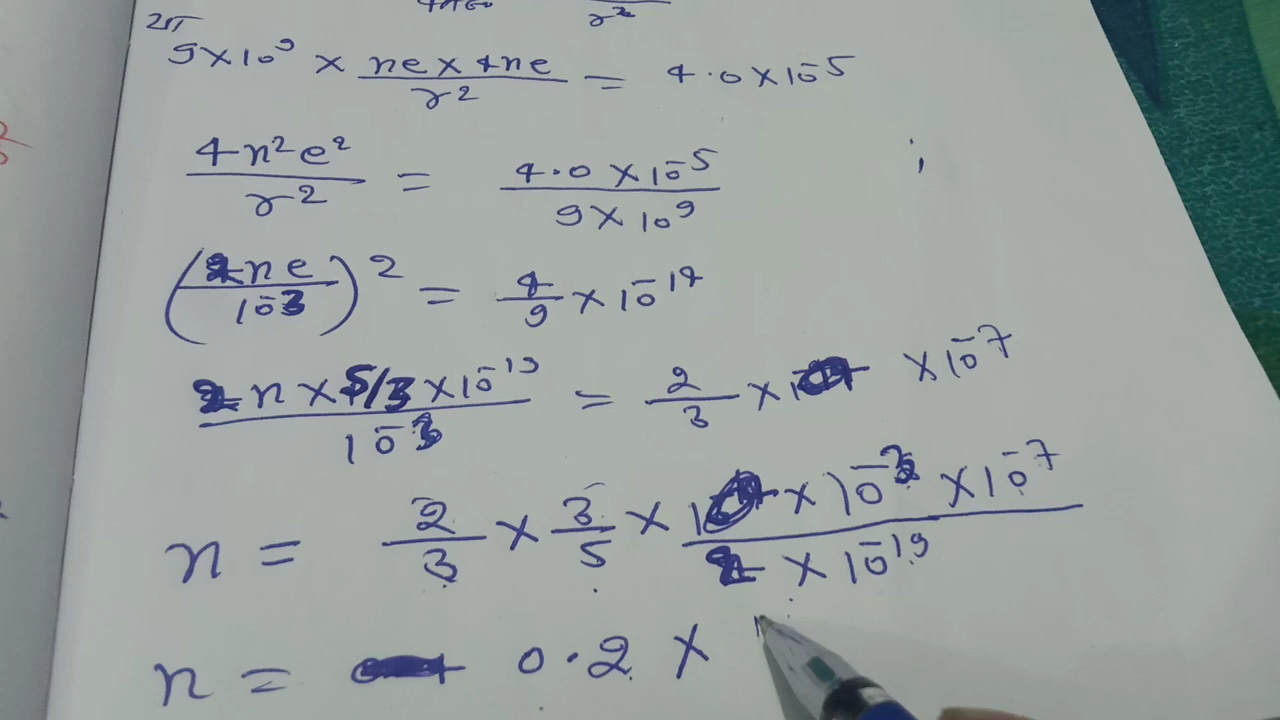 2π r²
9×10⁹ × ne×4ne / r² = 4.0×10⁻⁵
4n²e² / r² = 4.0×10⁻⁵ / 9×10⁹ ;
(2ne / 10⁻³)² = 4/9 × 10⁻¹⁴
2n×5/3×10⁻¹⁹ / 10⁻³ = 2/3 × ×10⁻⁷
n = 2/3 × 3/5 × ×10⁻³×10⁻⁷ / 2×10⁻¹⁹
n = 0.2 ×